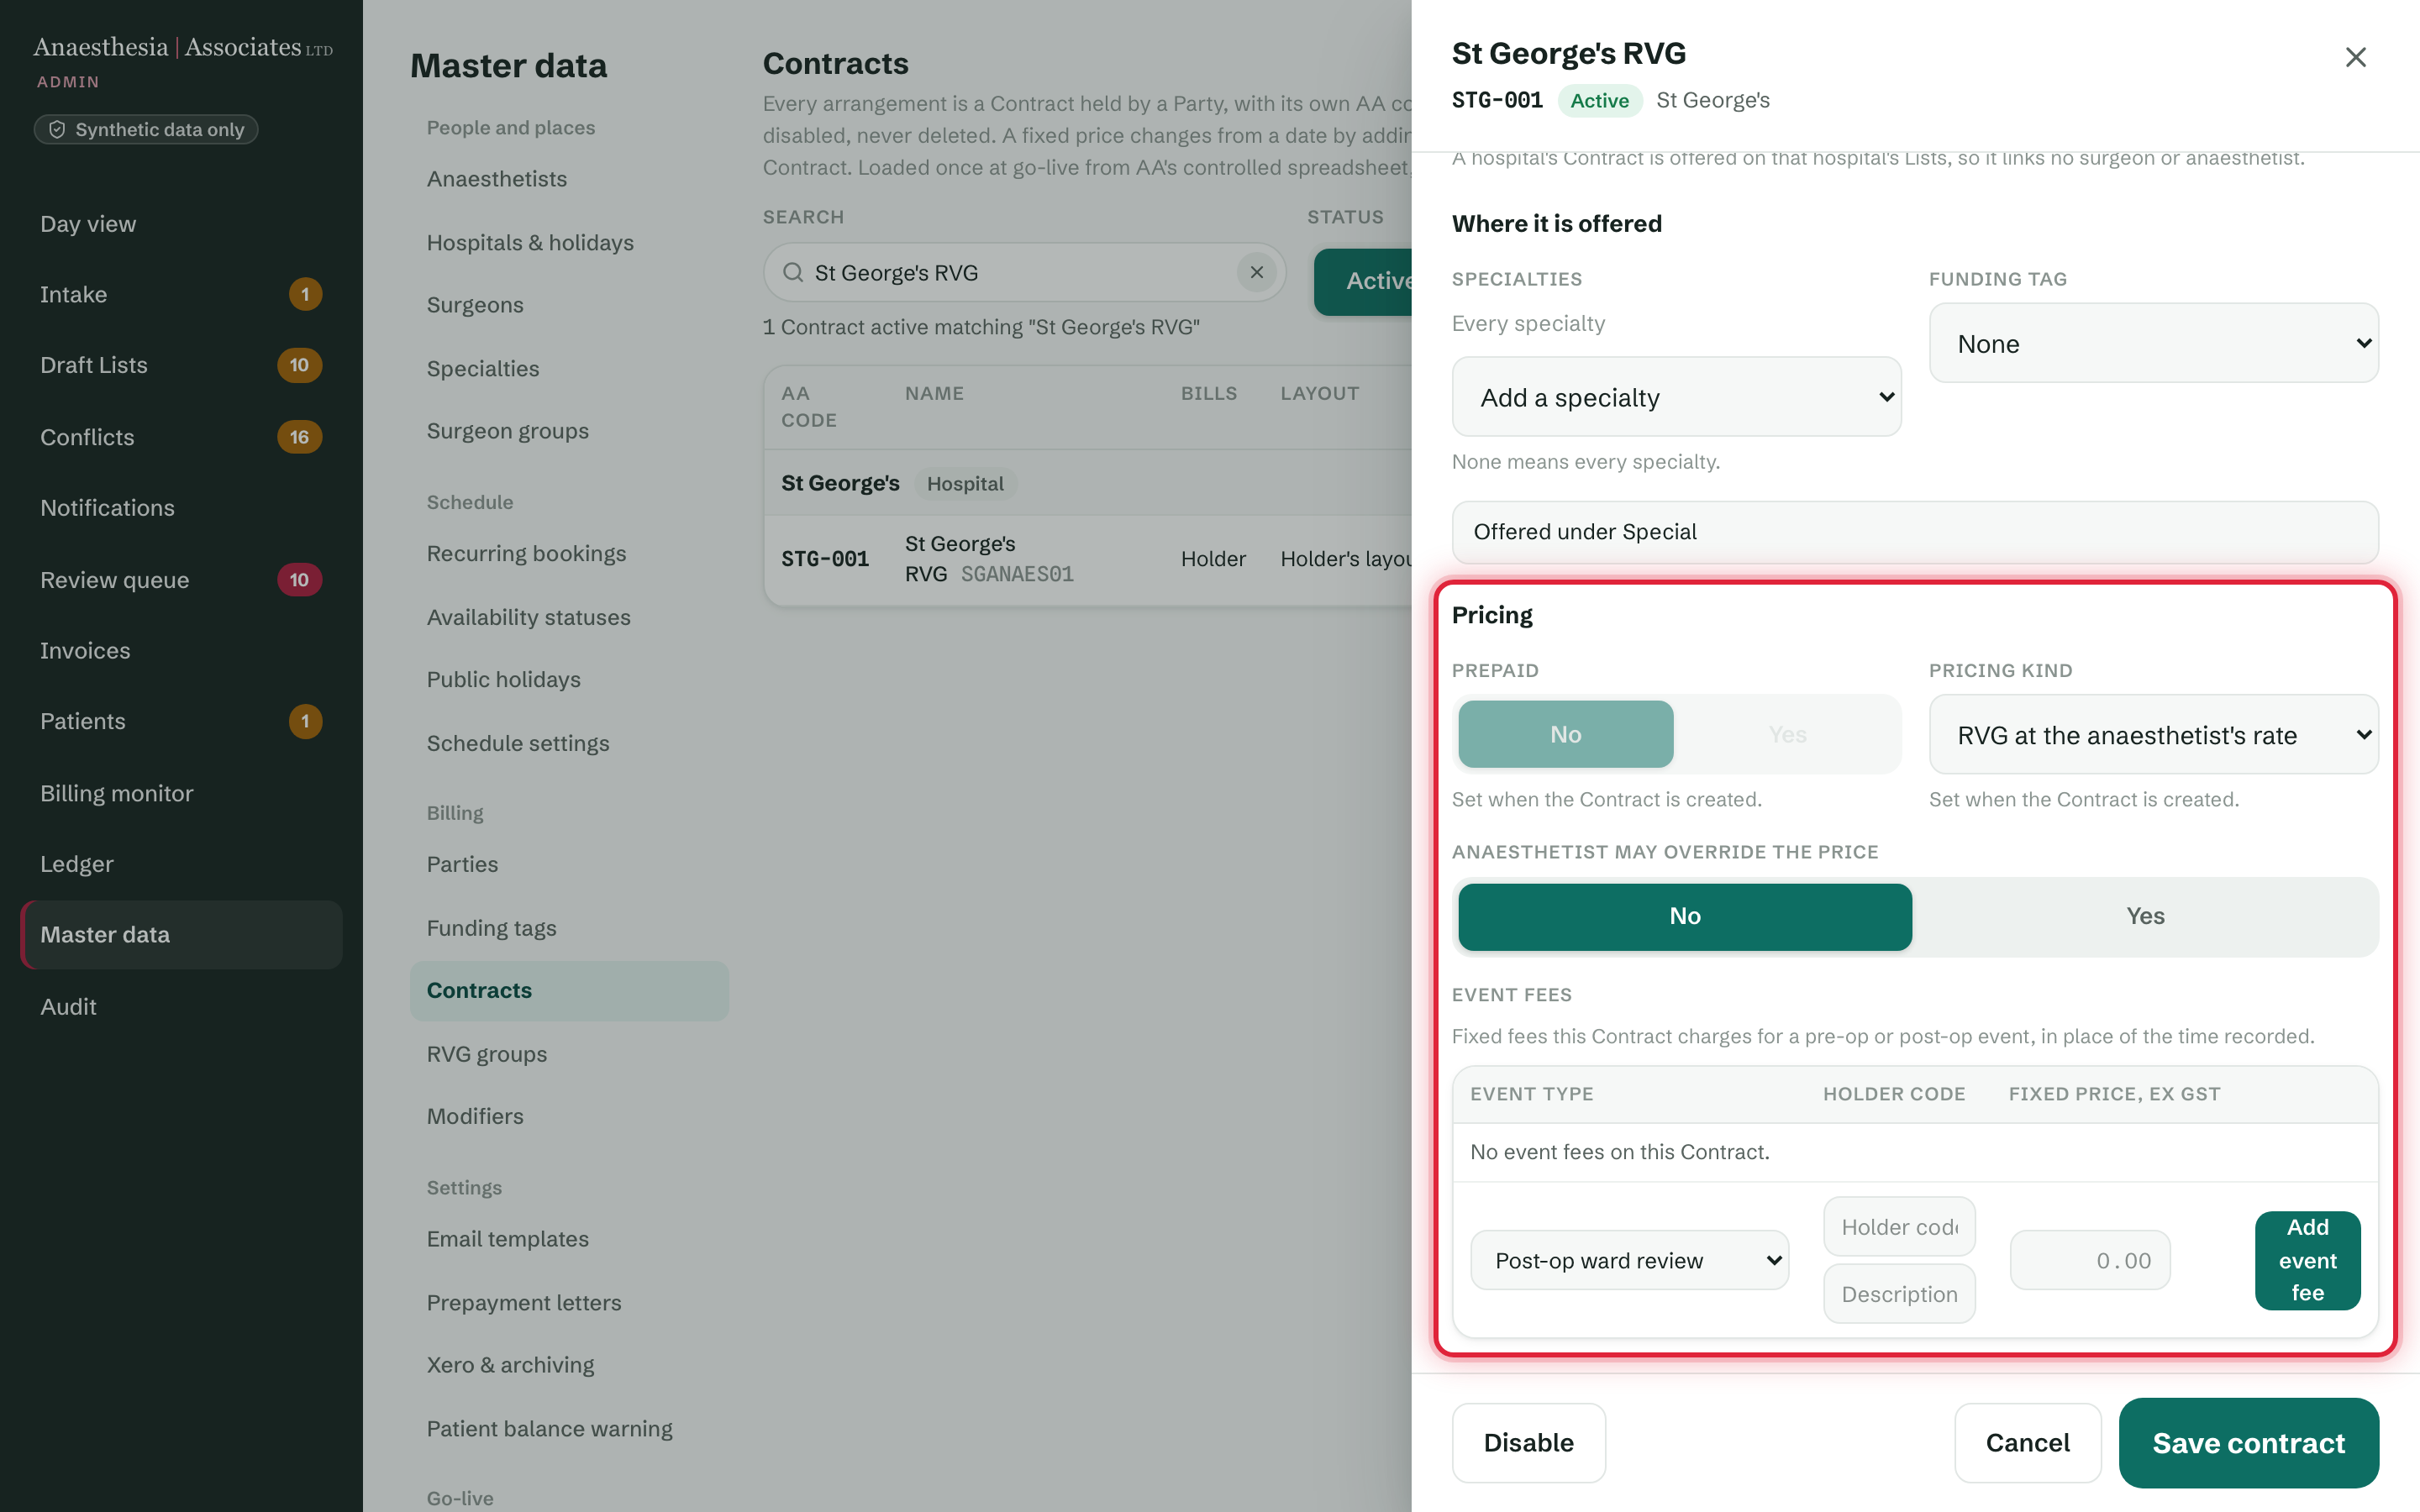 Anaesthesia | Associates LTD
ADMIN
Synthetic data only
Day view
Intake 1
Draft Lists 10
Conflicts 16
Notifications
Review queue 10
Invoices
Patients 1
Billing monitor
Ledger
Master data
Audit
Master data
People and places
Anaesthetists
Hospitals & holidays
Surgeons
Specialties
Surgeon groups
Schedule
Recurring bookings
Availability statuses
Public holidays
Schedule settings
Billing
Parties
Funding tags
Contracts
RVG groups
Modifiers
Settings
Email templates
Prepayment letters
Xero & archiving
Patient balance warning
Go-live
Contracts
Every arrangement is a Contract held by a Party, with its own AA co
disabled, never deleted. A fixed price changes from a date by addin
Contract. Loaded once at go-live from AA's controlled spreadsheet,
SEARCH STATUS
St George's RVG
Active
1 Contract active matching "St George's RVG"
AA CODE NAME BILLS LAYOUT
St George's Hospital
STG-001 St George's RVG SGANAES01 Holder Holder's layou
St George's RVG
STG-001 Active St George's
A hospital's Contract is offered on that hospital's Lists, so it links no surgeon or anaesthetist.
Where it is offered
SPECIALTIES FUNDING TAG
Every specialty
None
Add a specialty
None means every specialty.
Offered under Special
Pricing
PREPAID PRICING KIND
No Yes RVG at the anaesthetist's rate
Set when the Contract is created. Set when the Contract is created.
ANAESTHETIST MAY OVERRIDE THE PRICE
No Yes
EVENT FEES
Fixed fees this Contract charges for a pre-op or post-op event, in place of the time recorded.
EVENT TYPE HOLDER CODE FIXED PRICE, EX GST
No event fees on this Contract.
Post-op ward review
Holder cod
Description
0.00
Add event fee
Disable Cancel Save contract